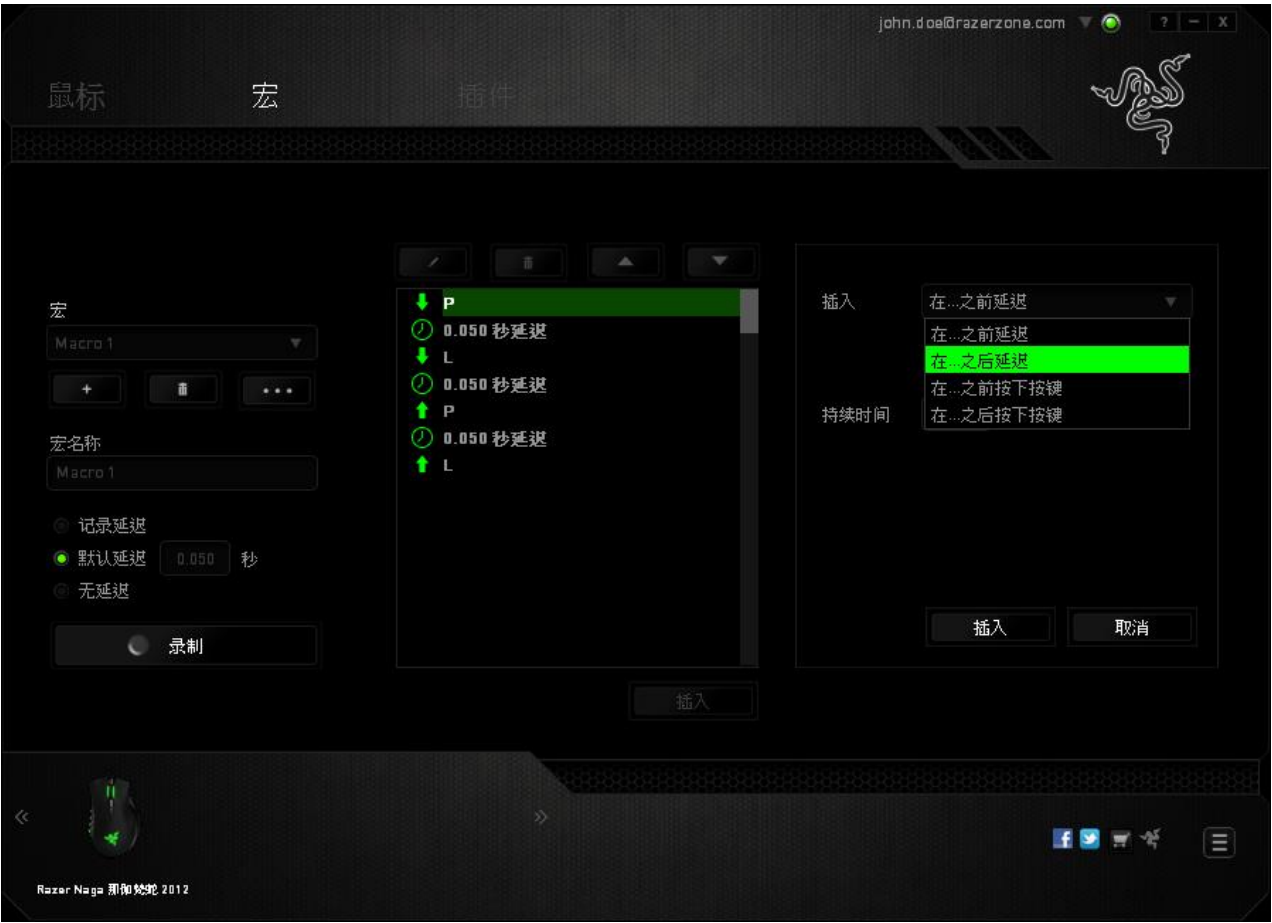 john.doe@razerzone.com
? - X
鼠标 宏 插件
宏
Macro 1
+
宏名称
Macro 1
记录延迟
默认延迟 0.050 秒
无延迟
录制
P
0.050 秒延迟
L
0.050 秒延迟
P
0.050 秒延迟
L
插入
插入 在...之前延迟
在...之前延迟
在...之后延迟
在...之前按下按键
在...之后按下按键
持续时间
插入 取消
Razer Naga 那伽梵蛇 2012